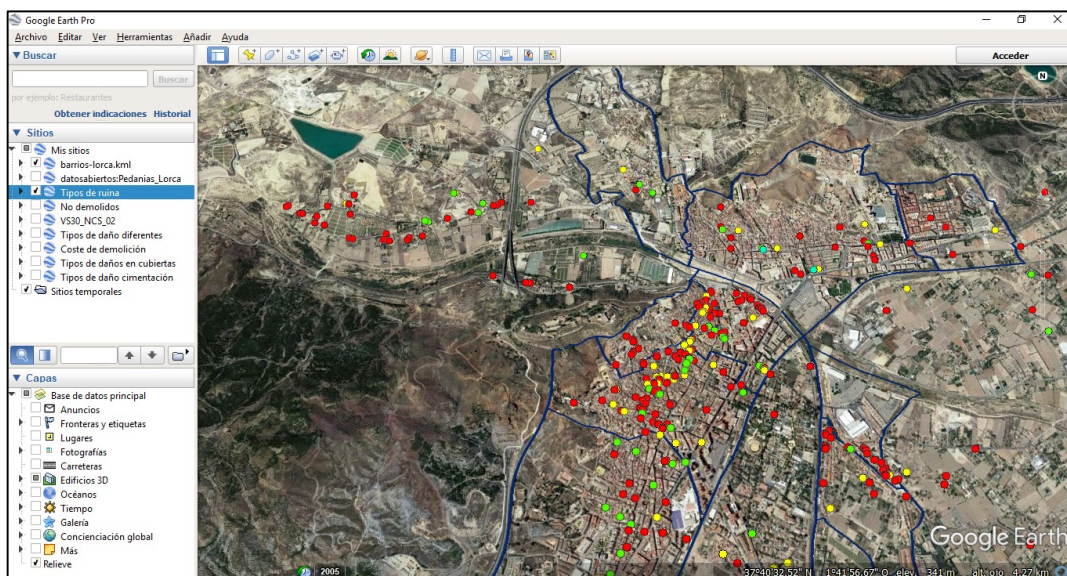 Google Earth Pro
Archivo Editar Ver Herramientas Añadir Ayuda
Buscar
Acceder
Buscar
por ejemplo: Restaurantes
Obtener indicaciones Historial
N
Sitios
Mis sitios
barrios-lorca.kml
datosabiertos:Pedanias_Lorca
Tipos de ruina
No demolidos
VS30_NCS_02
Tipos de daño diferentes
Coste de demolición
Tipos de daños en cubiertas
Tipos de daño cimentación
Sitios temporales
Capas
Base de datos principal
Anuncios
Fronteras y etiquetas
Lugares
Fotografías
Carreteras
Edificios 3D
Océanos
Tiempo
Galería
Concienciación global
Más
Relieve
Google Earth
2005
37°40'32.52" N 1°41'56.67" O elev. 341 m alt. ojo 4.27 km